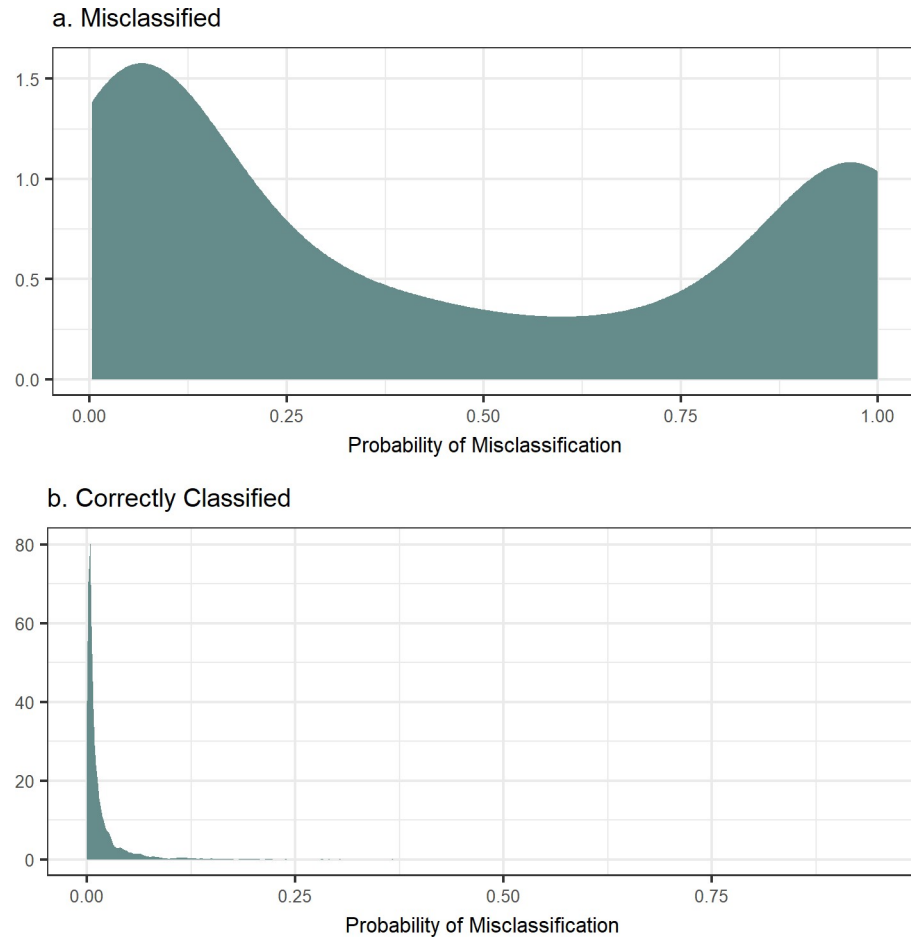 a. Misclassified
1.5
1.0
0.5
0.0
0.00 0.25 0.50 0.75 1.00
Probability of Misclassification
b. Correctly Classified
80
60
40
20
0
0.00 0.25 0.50 0.75
Probability of Misclassification